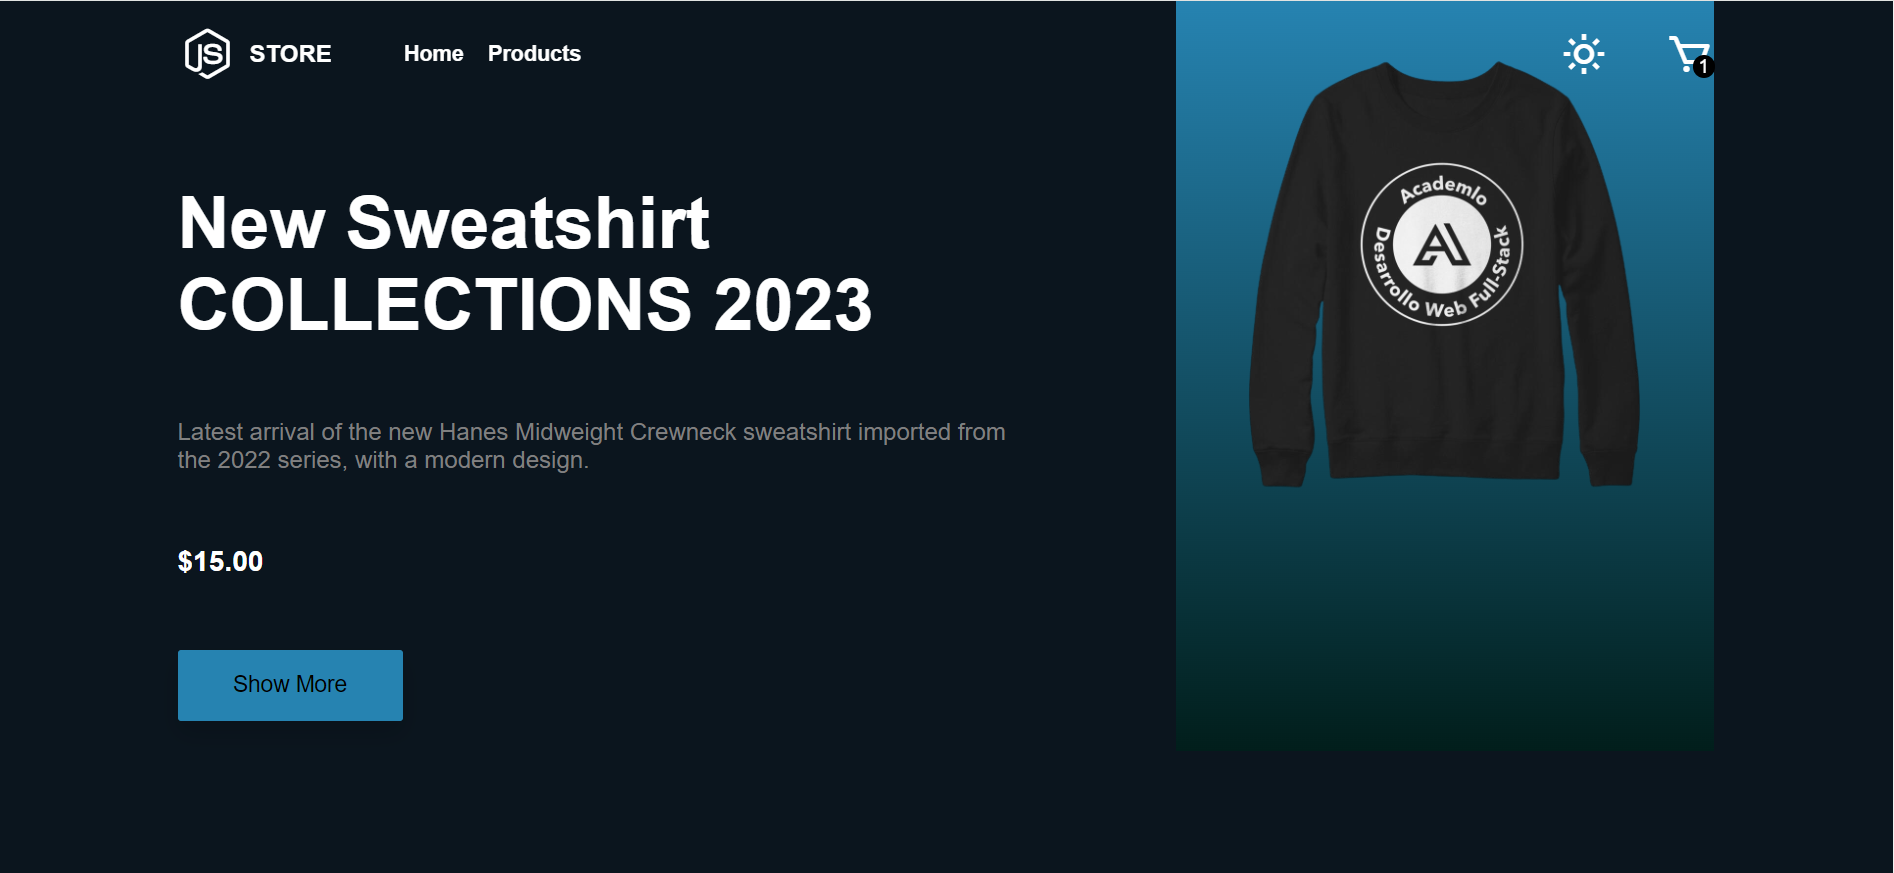 JS STORE Home Products
1
Academlo
Desarrollo Web Full-Stack
New Sweatshirt
COLLECTIONS 2023
Latest arrival of the new Hanes Midweight Crewneck sweatshirt imported from
the 2022 series, with a modern design.
$15.00
Show More